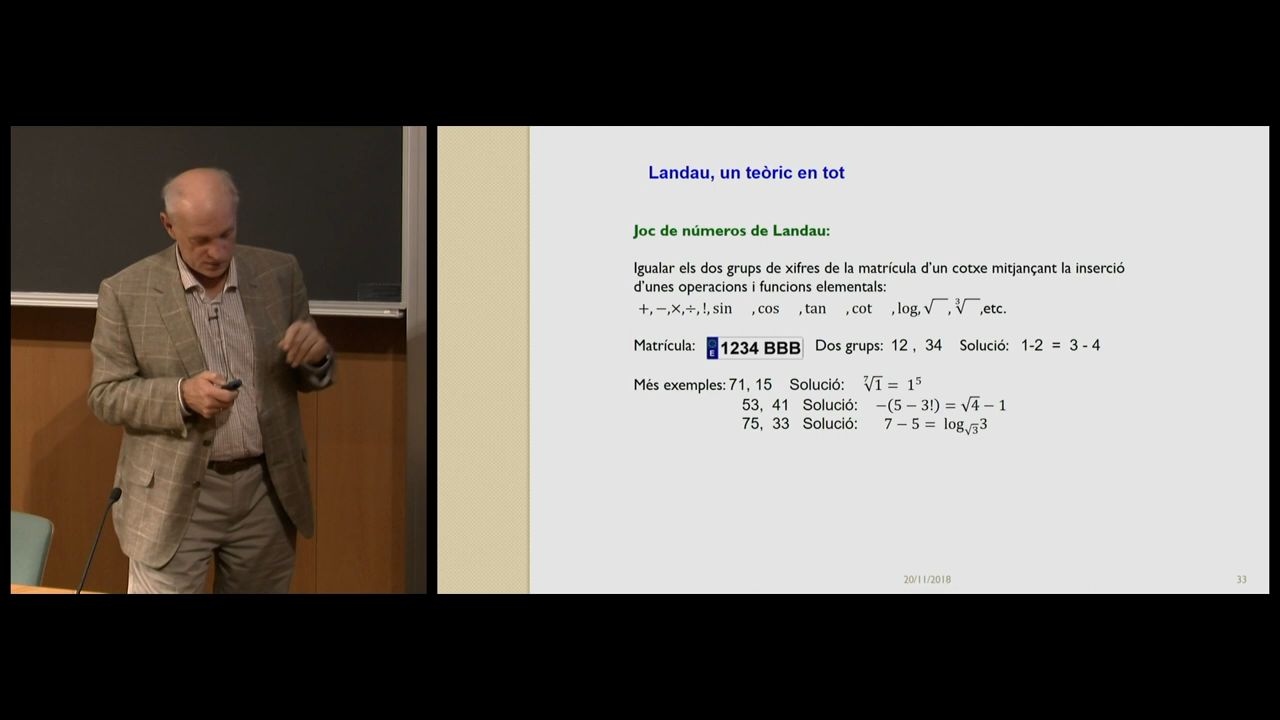 Landau, un teòric en tot
Joc de números de Landau:
Igualar els dos grups de xifres de la matrícula d'un cotxe mitjançant la inserció
d'unes operacions i funcions elementals:
+, −,×,÷, !, sin , cos , tan , cot , log, √ , ∛ ,etc.
Matrícula: E 1234 BBB Dos grups: 12 , 34 Solució: 1-2 = 3 - 4
Més exemples: 71, 15 Solució: ⁷√1 = 1⁵
53, 41 Solució: −(5 − 3!) = √4 − 1
75, 33 Solució: 7 − 5 = log_√3 3
20/11/2018
33